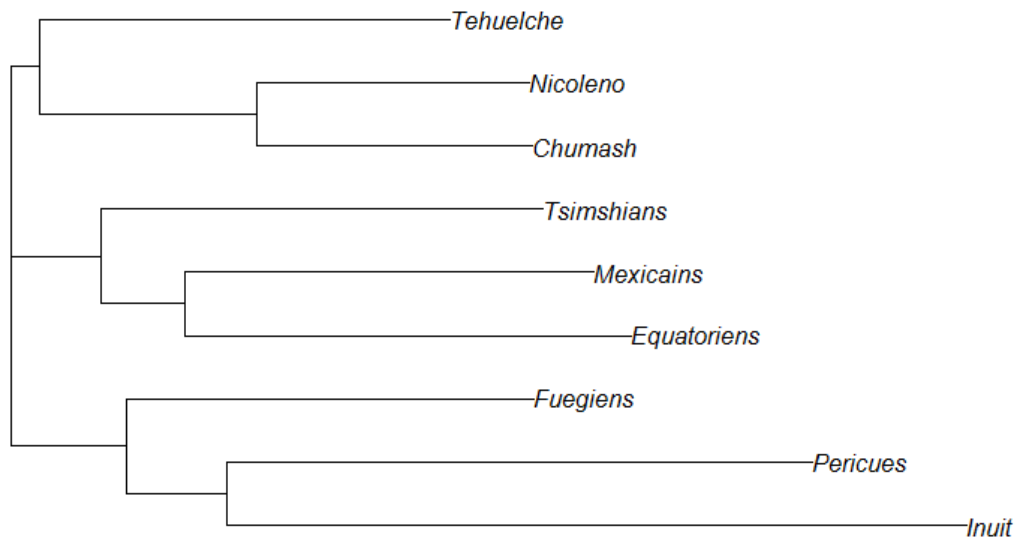 Tehuelche
Nicoleno
Chumash
Tsimshians
Mexicains
Equatoriens
Fuegiens
Pericues
Inuit